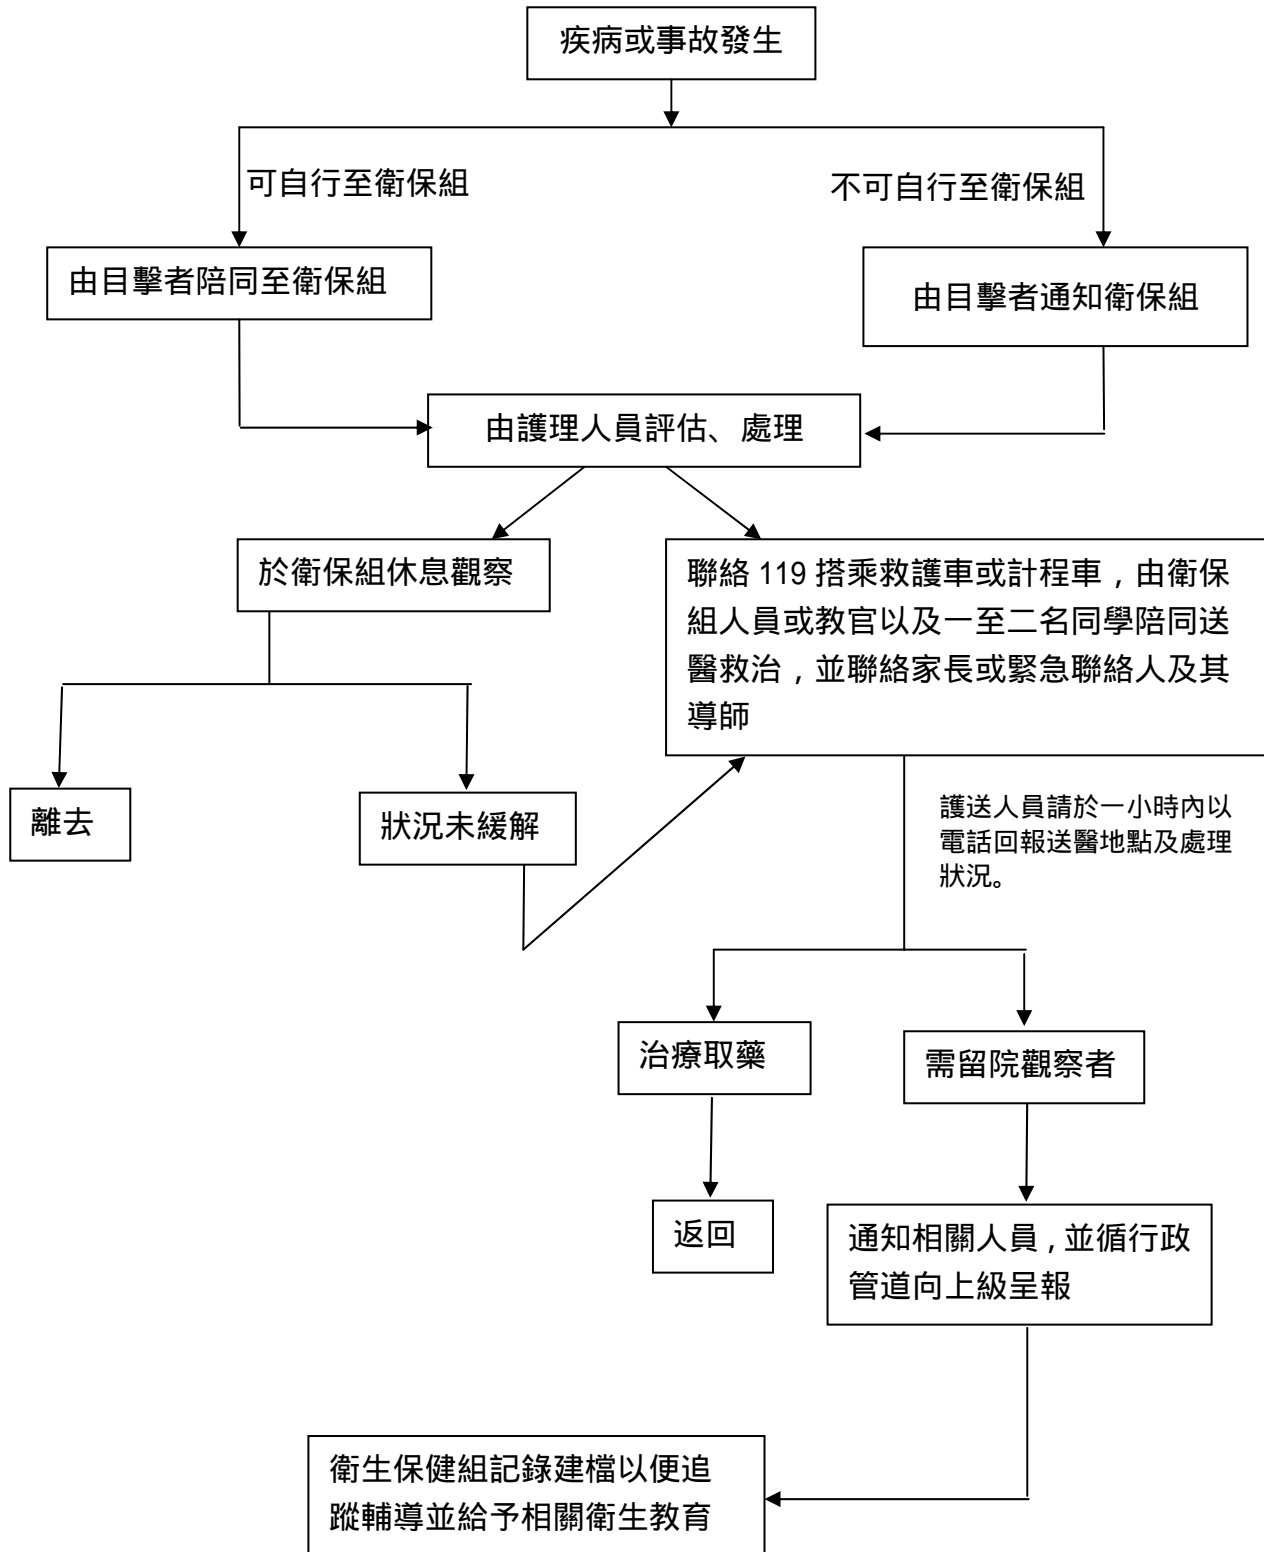 疾病或事故發生
可自行至衛保組
不可自行至衛保組
由目擊者陪同至衛保組
由目擊者通知衛保組
由護理人員評估、處理
於衛保組休息觀察
聯絡 119 搭乘救護車或計程車，由衛保
組人員或教官以及一至二名同學陪同送
醫救治，並聯絡家長或緊急聯絡人及其
導師
離去
狀況未緩解
護送人員請於一小時內以
電話回報送醫地點及處理
狀況。
治療取藥
需留院觀察者
返回
通知相關人員，並循行政
管道向上級呈報
衛生保健組記錄建檔以便追
蹤輔導並給予相關衛生教育